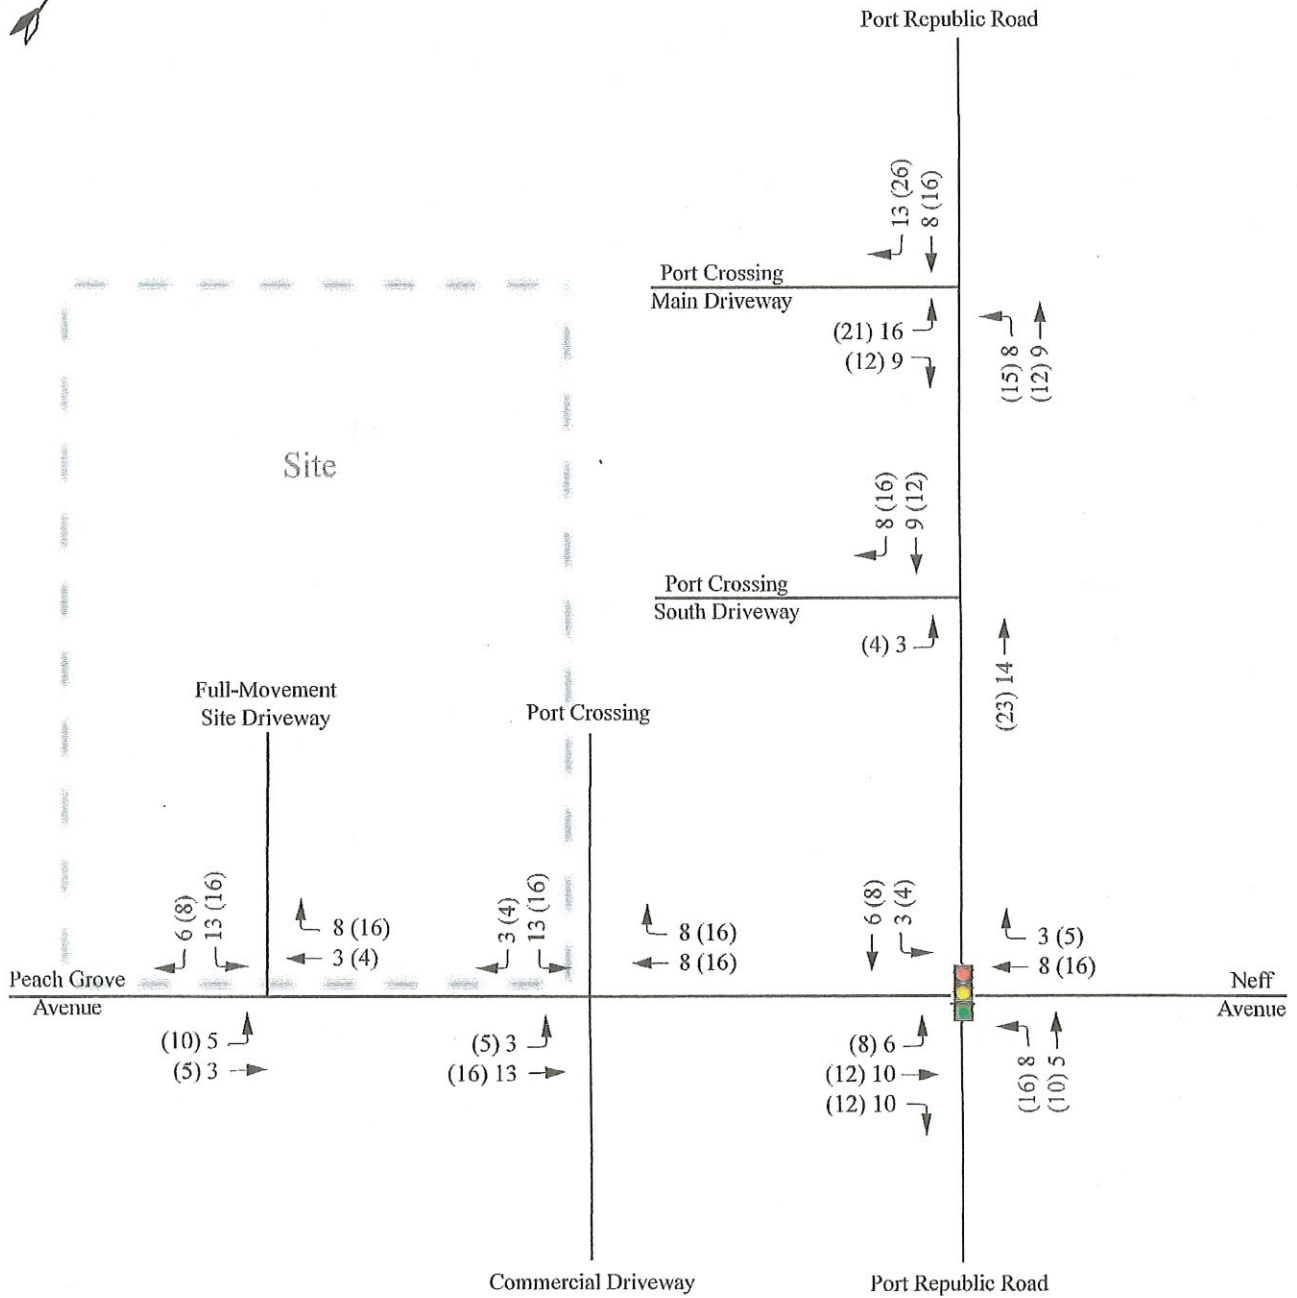 Port Republic Road
13 (26)
8 (16)
Port Crossing
Main Driveway
(21) 16
(12) 9
(15) 8
(12) 9
Site
8 (16)
9 (12)
Port Crossing
South Driveway
(4) 3
(23) 14
Full-Movement
Site Driveway
Port Crossing
6 (8)
13 (16)
8 (16)
3 (4)
3 (4)
13 (16)
8 (16)
8 (16)
6 (8)
3 (4)
3 (5)
8 (16)
Peach Grove
Avenue
Neff
Avenue
(10) 5
(5) 3
(5) 3
(16) 13
(8) 6
(12) 10
(12) 10
(16) 8
(10) 5
Commercial Driveway
Port Republic Road